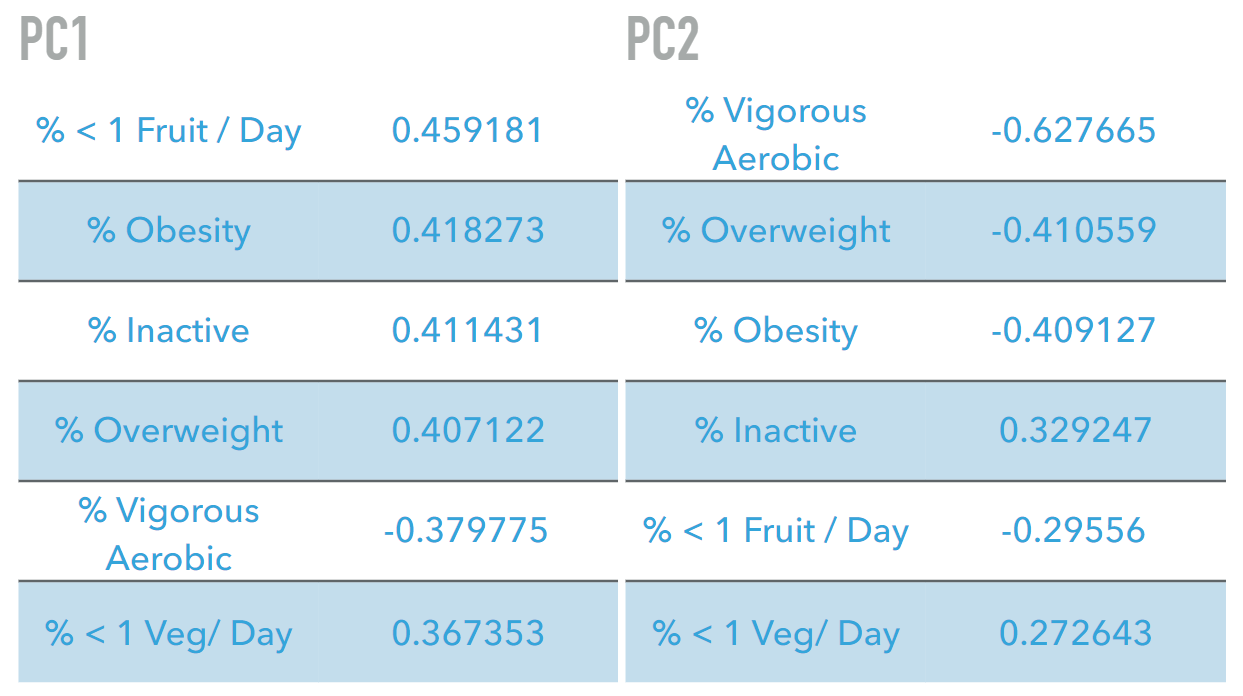 PC1
% < 1 Fruit / Day 0.459181
% Obesity 0.418273
% Inactive 0.411431
% Overweight 0.407122
% Vigorous
Aerobic
-0.379775
% < 1 Veg/ Day 0.367353
PC2
% Vigorous
Aerobic
-0.627665
% Overweight -0.410559
% Obesity -0.409127
% Inactive 0.329247
% < 1 Fruit / Day -0.29556
% < 1 Veg/ Day 0.272643